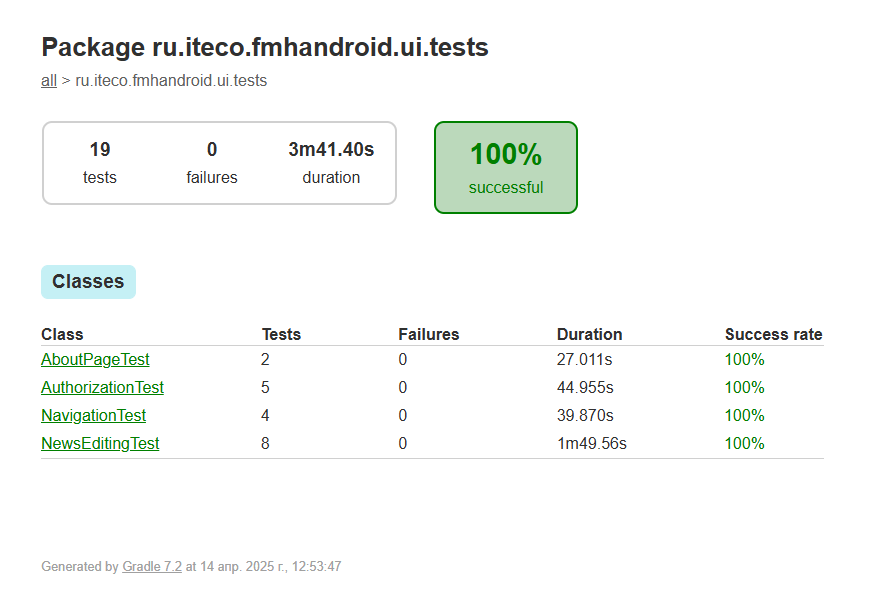 Package ru.iteco.fmhandroid.ui.tests
all > ru.iteco.fmhandroid.ui.tests
19 0 3m41.40s
tests failures duration
100%
successful
Classes
Class Tests Failures Duration Success rate
AboutPageTest 2 0 27.011s 100%
AuthorizationTest 5 0 44.955s 100%
NavigationTest 4 0 39.870s 100%
NewsEditingTest 8 0 1m49.56s 100%
Generated by Gradle 7.2 at 14 апр. 2025 г., 12:53:47